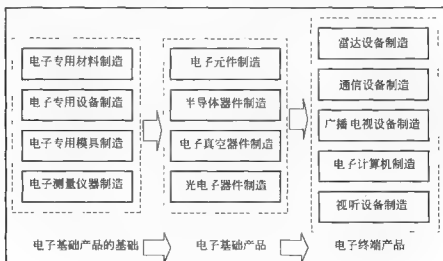 电子专用材料制造
电子专用设备制造
电子专用模具制造
电子测量仪器制造
电子基础产品的基础
电子元件制造
半导体器件制造
电子真空器件制造
光电子器件制造
电子基础产品
雷达设备制造
通信设备制造
广播电视设备制造
电子计算机制造
视听设备制造
电子终端产品